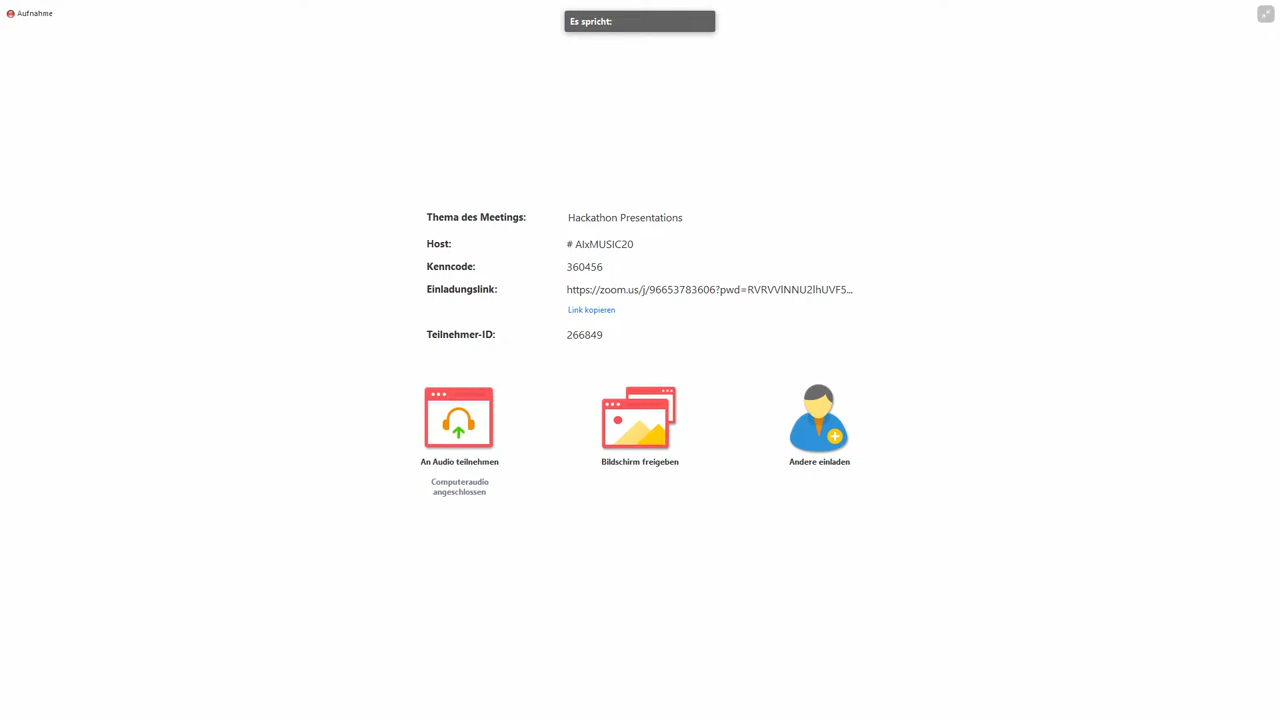 Aufnahme
Es spricht:
Thema des Meetings: Hackathon Presentations
Host: # AIxMUSIC20
Kenncode: 360456
Einladungslink: https://zoom.us/j/96653783606?pwd=RVRVVlNNU2lhUVF5...
Link kopieren
Teilnehmer-ID: 266849
An Audio teilnehmen Bildschirm freigeben Andere einladen
Computeraudio
angeschlossen